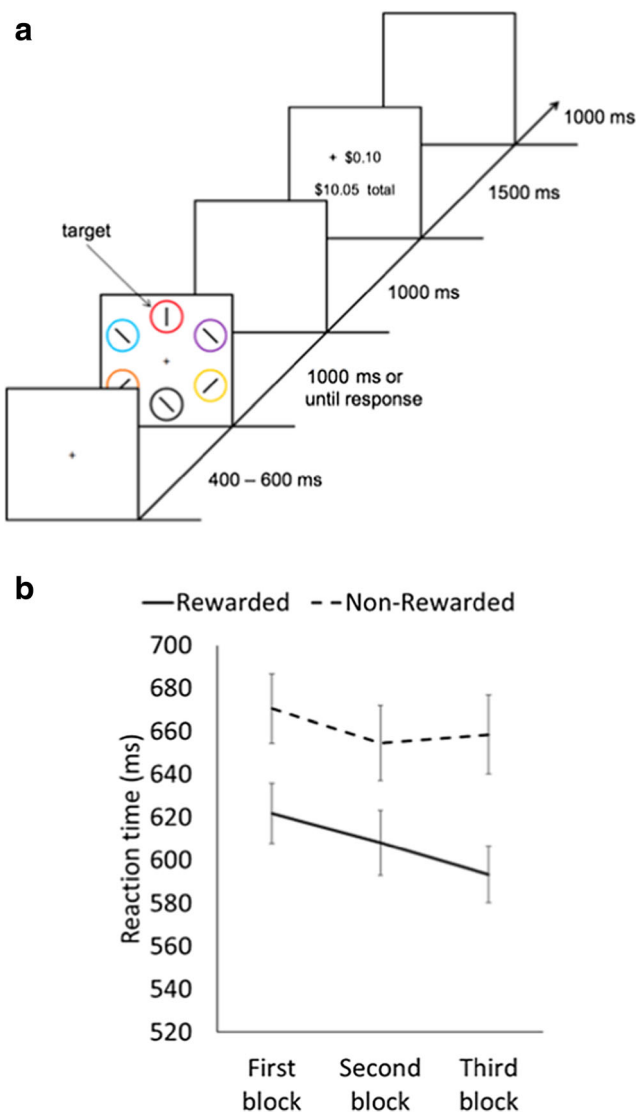 a
1000 ms
+ $0.10
$10.05 total
1500 ms
target
1000 ms
+
1000 ms or
until response
+
400 – 600 ms
b
Rewarded Non-Rewarded
Reaction time (ms)
700
680
660
640
620
600
580
560
540
520
First block
Second block
Third block